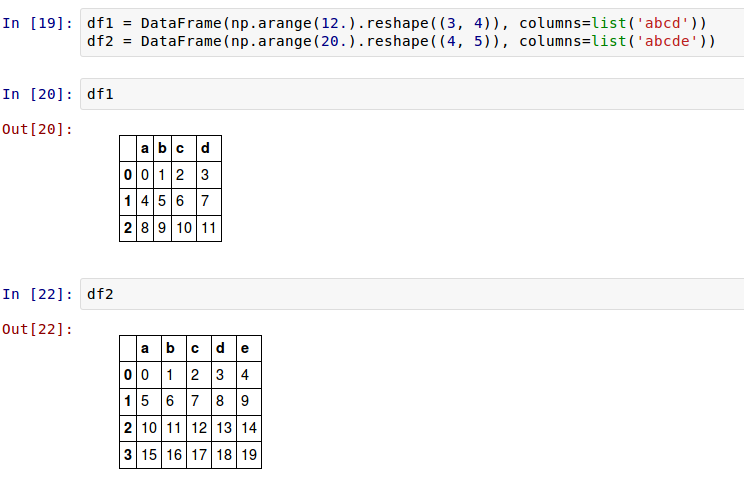 In [19]: df1 = DataFrame(np.arange(12.).reshape((3, 4)), columns=list('abcd'))
df2 = DataFrame(np.arange(20.).reshape((4, 5)), columns=list('abcde'))
In [20]: df1
Out[20]:
a b c d
0 0 1 2 3
1 4 5 6 7
2 8 9 10 11
In [22]: df2
Out[22]:
a b c d e
0 0 1 2 3 4
1 5 6 7 8 9
2 10 11 12 13 14
3 15 16 17 18 19